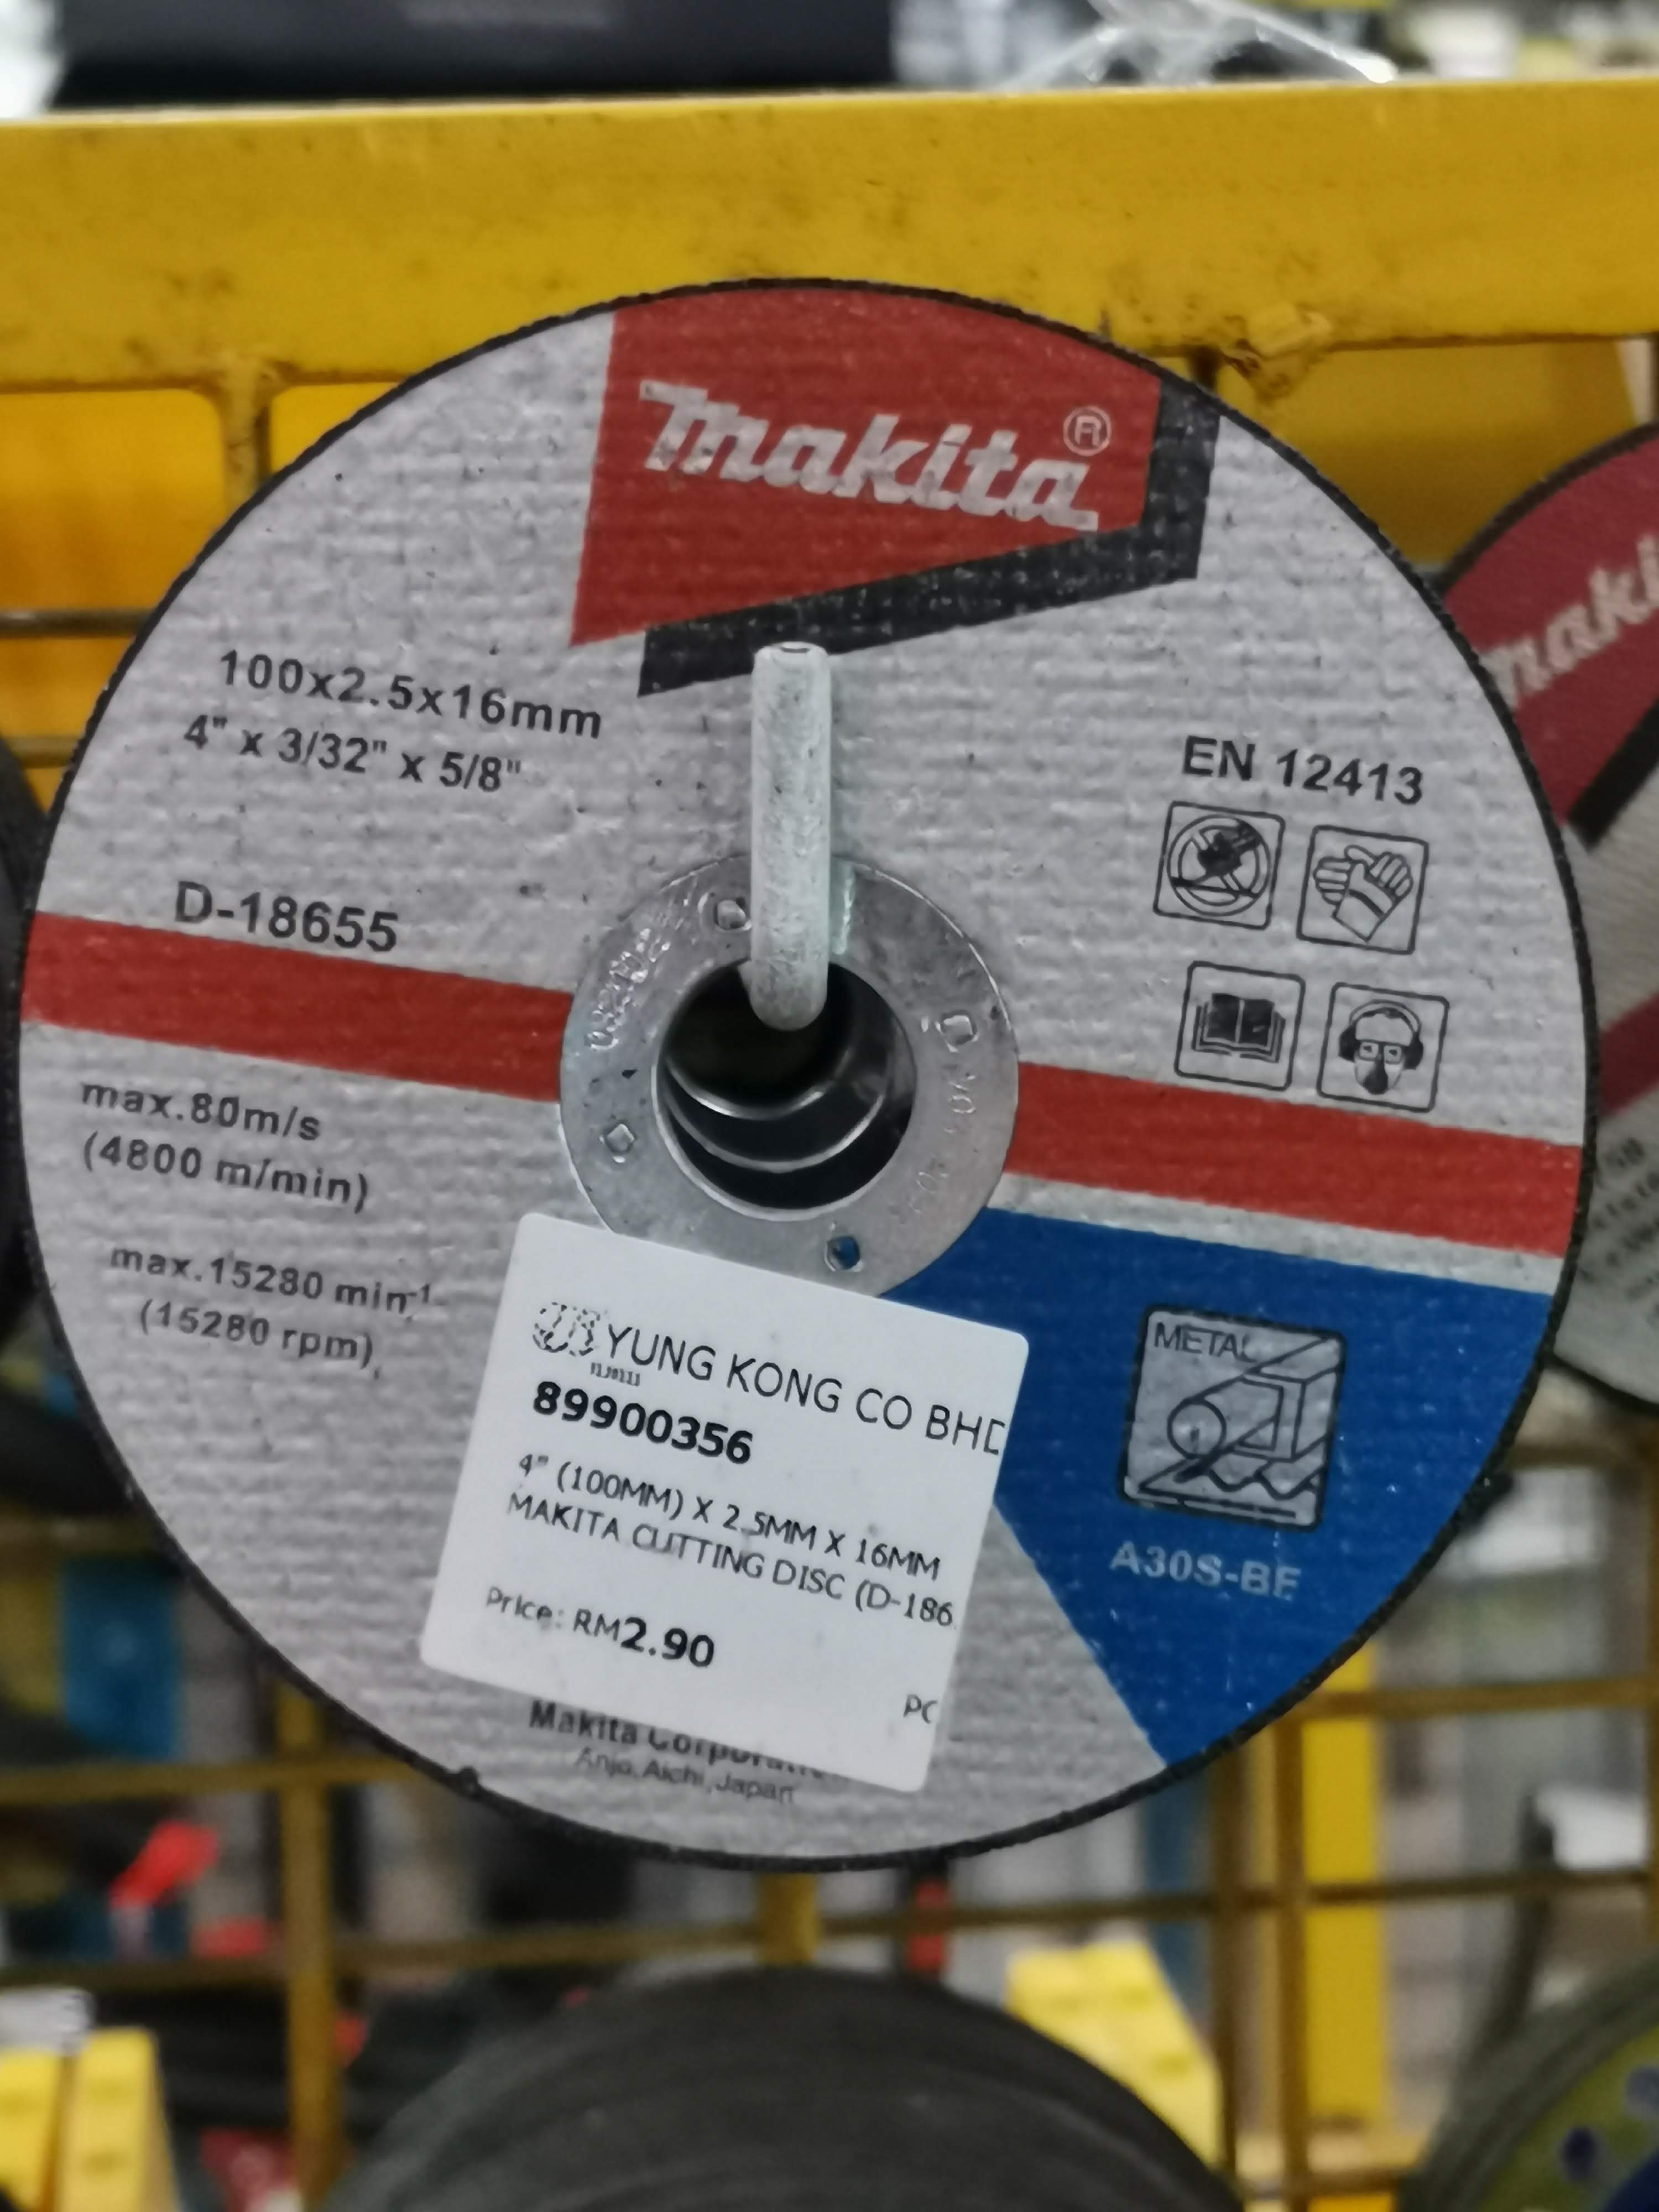 makita®
100x2.5x16mm
4" x 3/32" x 5/8"
D-18655
EN 12413
max.80m/s
(4800 m/min)
max.15280 min-1
(15280 rpm)
METAL
A30S-BF
YUNG KONG CO BHD
89900356
4" (100MM) X 2.5MM X 16MM
MAKITA CUTTING DISC (D-186
Price: RM2.90
PC
Makita
Anjo, Aichi, Japan
maki